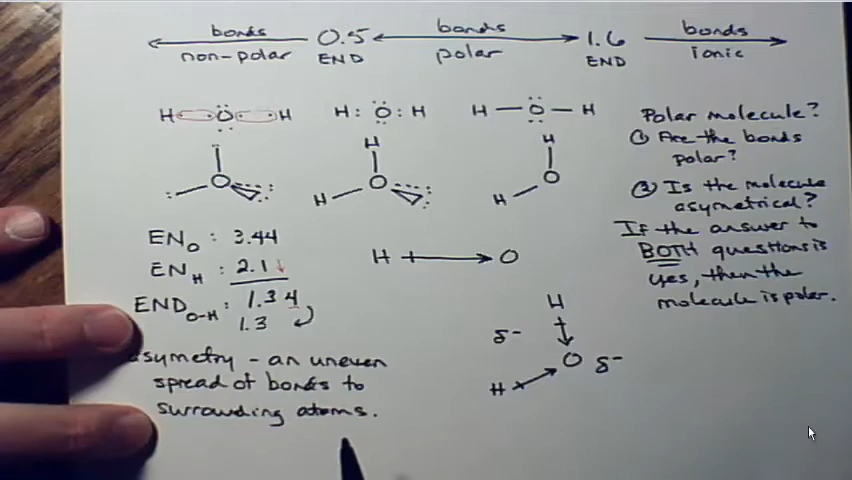 bonds 0.5 bonds 1.6 bonds
non-polar END polar END ionic
H O H H : O : H H — O — H
O
H
O
H
H
O
H
Polar molecule?
① Are the bonds
polar?
② Is the molecule
asymetrical?
If the answer to
BOTH questions is
yes, then the
molecule is polar.
EN O : 3.44
EN H : 2.1
END O-H : 1.34
1.3
H O
H
δ-
O δ-
H
asymetry - an uneven
spread of bonds to
surrounding atoms.